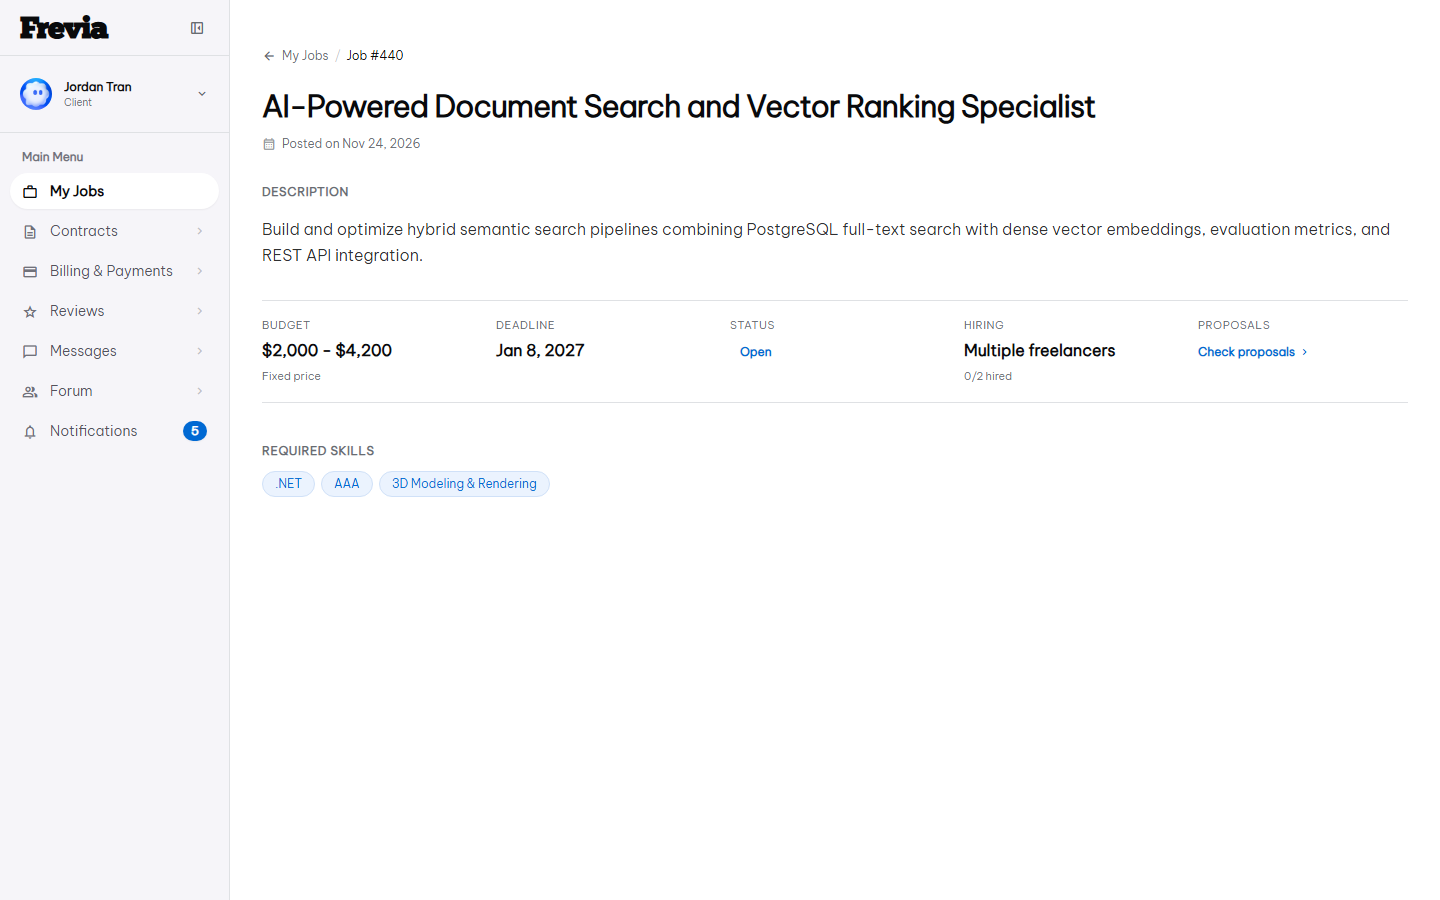 Frevia
Jordan Tran
Client
Main Menu
My Jobs
Contracts
Billing & Payments
Reviews
Messages
Forum
Notifications 5
My Jobs / Job #440
AI-Powered Document Search and Vector Ranking Specialist
Posted on Nov 24, 2026
DESCRIPTION
Build and optimize hybrid semantic search pipelines combining PostgreSQL full-text search with dense vector embeddings, evaluation metrics, and
REST API integration.
BUDGET DEADLINE STATUS HIRING PROPOSALS
$2,000 - $4,200 Jan 8, 2027 Open Multiple freelancers Check proposals
Fixed price 0/2 hired
REQUIRED SKILLS
.NET AAA 3D Modeling & Rendering